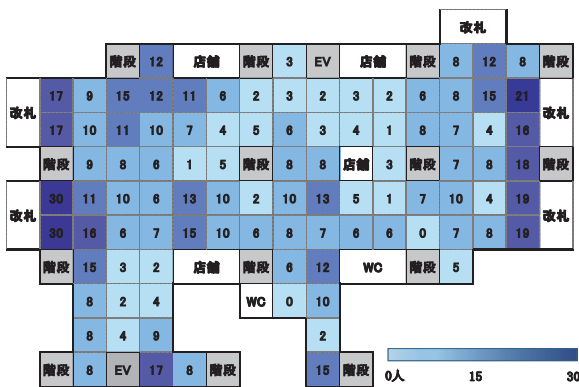 改札
階段 12 店舗 階段 3 EV 店舗 階段 8 12 8 階段
改札 17 9 15 12 11 6 2 3 2 3 2 6 8 15 21 改札
17 10 11 10 7 4 5 6 3 4 1 8 7 4 16
階段 9 8 6 1 5 階段 8 8 店舗 3 階段 7 8 18 階段
改札 30 11 10 6 13 10 2 10 13 5 1 7 10 4 19 改札
30 16 6 7 15 10 6 8 7 6 6 0 7 8 19
階段 15 3 2 店舗 階段 6 12 WC 階段 5
8 2 4 WC 0 10
8 4 9 2
階段 8 EV 17 8 階段 15 階段
0人 15 30